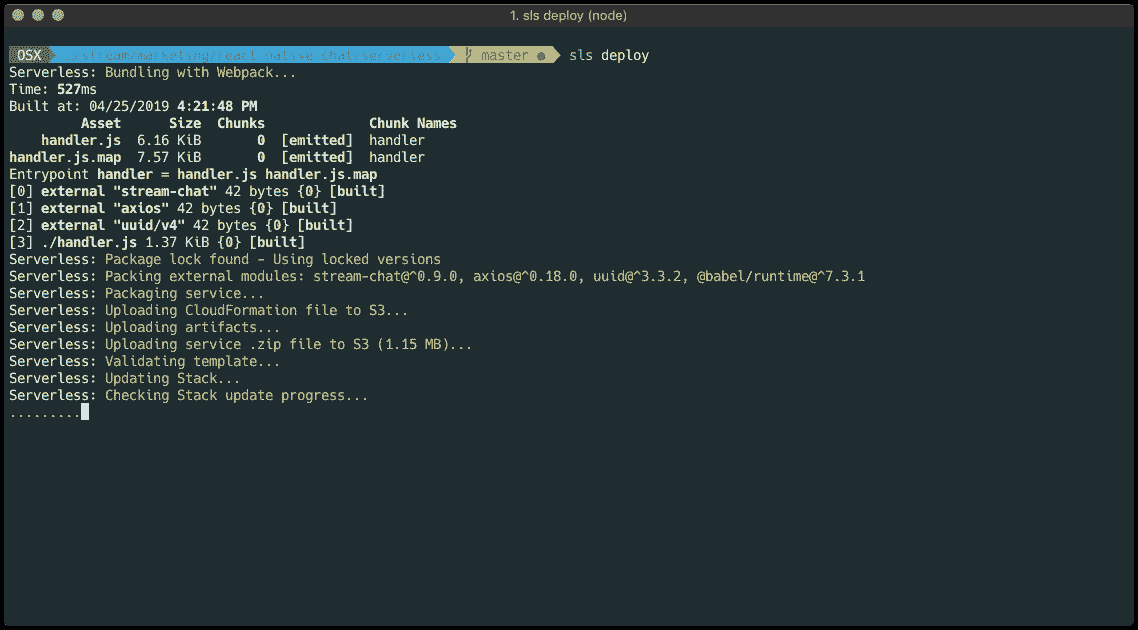 1. sls deploy (node)
OSX …/stream/marketing/react-native-chat/serverless master ● sls deploy
Serverless: Bundling with Webpack...
Time: 527ms
Built at: 04/25/2019 4:21:48 PM
Asset Size Chunks Chunk Names
handler.js 6.16 KiB 0 [emitted] handler
handler.js.map 7.57 KiB 0 [emitted] handler
Entrypoint handler = handler.js handler.js.map
[0] external "stream-chat" 42 bytes {0} [built]
[1] external "axios" 42 bytes {0} [built]
[2] external "uuid/v4" 42 bytes {0} [built]
[3] ./handler.js 1.37 KiB {0} [built]
Serverless: Package lock found - Using locked versions
Serverless: Packing external modules: stream-chat@^0.9.0, axios@^0.18.0, uuid@^3.3.2, @babel/runtime@^7.3.1
Serverless: Packaging service...
Serverless: Uploading CloudFormation file to S3...
Serverless: Uploading artifacts...
Serverless: Uploading service .zip file to S3 (1.15 MB)...
Serverless: Validating template...
Serverless: Updating Stack...
Serverless: Checking Stack update progress...
.........